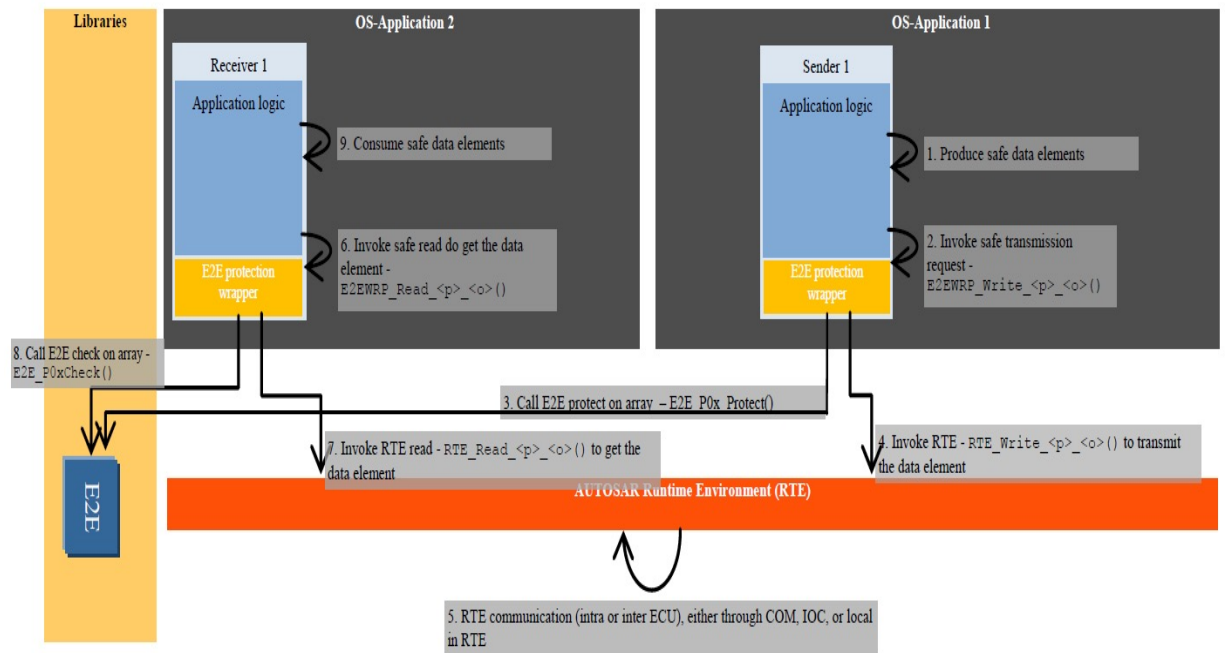 Libraries
OS-Application 2
OS-Application 1
Receiver 1
Application logic
9. Consume safe data elements
6. Invoke safe read do get the data
element -
E2EWRP_Read_<p>_<o>()
E2E protection
wrapper
Sender 1
Application logic
1. Produce safe data elements
2. Invoke safe transmission
request -
E2EWRP_Write_<p>_<o>()
E2E protection
wrapper
8. Call E2E check on array -
E2E_P0xCheck()
3. Call E2E protect on array – E2E_P0x_Protect()
7. Invoke RTE read - RTE_Read_<p>_<o>() to get the
data element
4. Invoke RTE - RTE_Write_<p>_<o>() to transmit
the data element
E2E
AUTOSAR Runtime Environment (RTE)
5. RTE communication (intra or inter ECU), either through COM, IOC, or local
in RTE